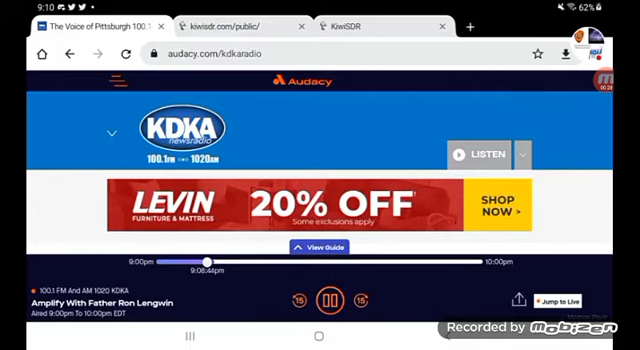 9:10
62%
The Voice of Pittsburgh 100.1
kiwisdr.com/public/
KiwiSDR
audacy.com/kdkaradio
00:23
Audacy
KDKA
newsradio
100.1FM 1020AM
LISTEN
LEVIN
FURNITURE & MATTRESS
20% OFF
Some exclusions apply
SHOP
NOW >
View Guide
9:00pm
10:00pm
9:08:44pm
100.1 FM And AM 1020 KDKA
Amplify With Father Ron Lengwin
Aired 9:00PM To 10:00PM EDT
15
15
Jump to Live
Recorded by mobizen